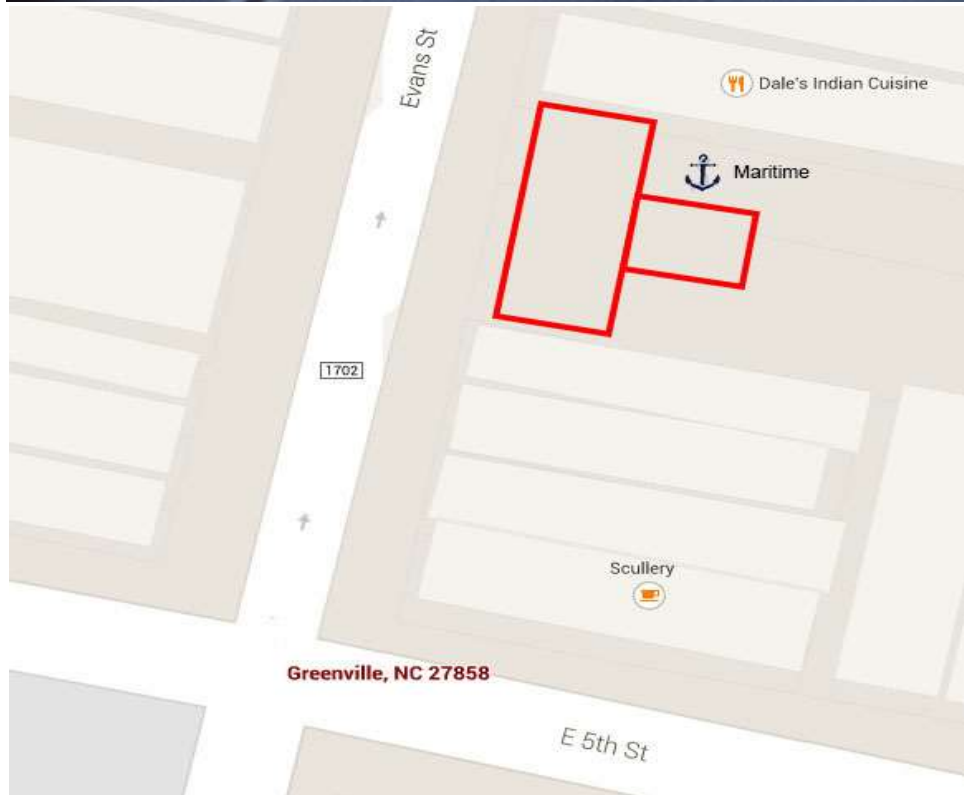 Evans St
Dale's Indian Cuisine
Maritime
1702
Scullery
Greenville, NC 27858
E 5th St